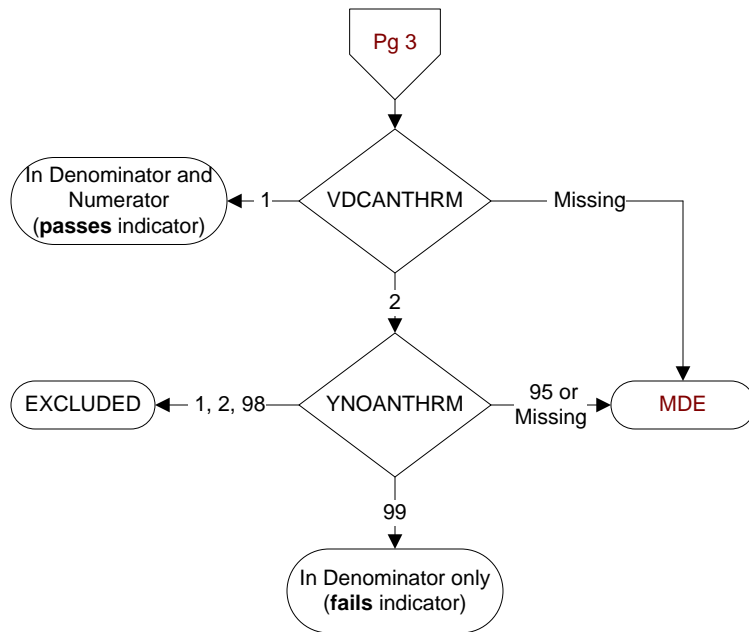 Pg 3
In Denominator and
Numerator
(passes indicator)
1
VDCANTHRM
Missing
2
EXCLUDED
1, 2, 98
YNOANTHRM
95 or
Missing
MDE
99
In Denominator only
(fails indicator)